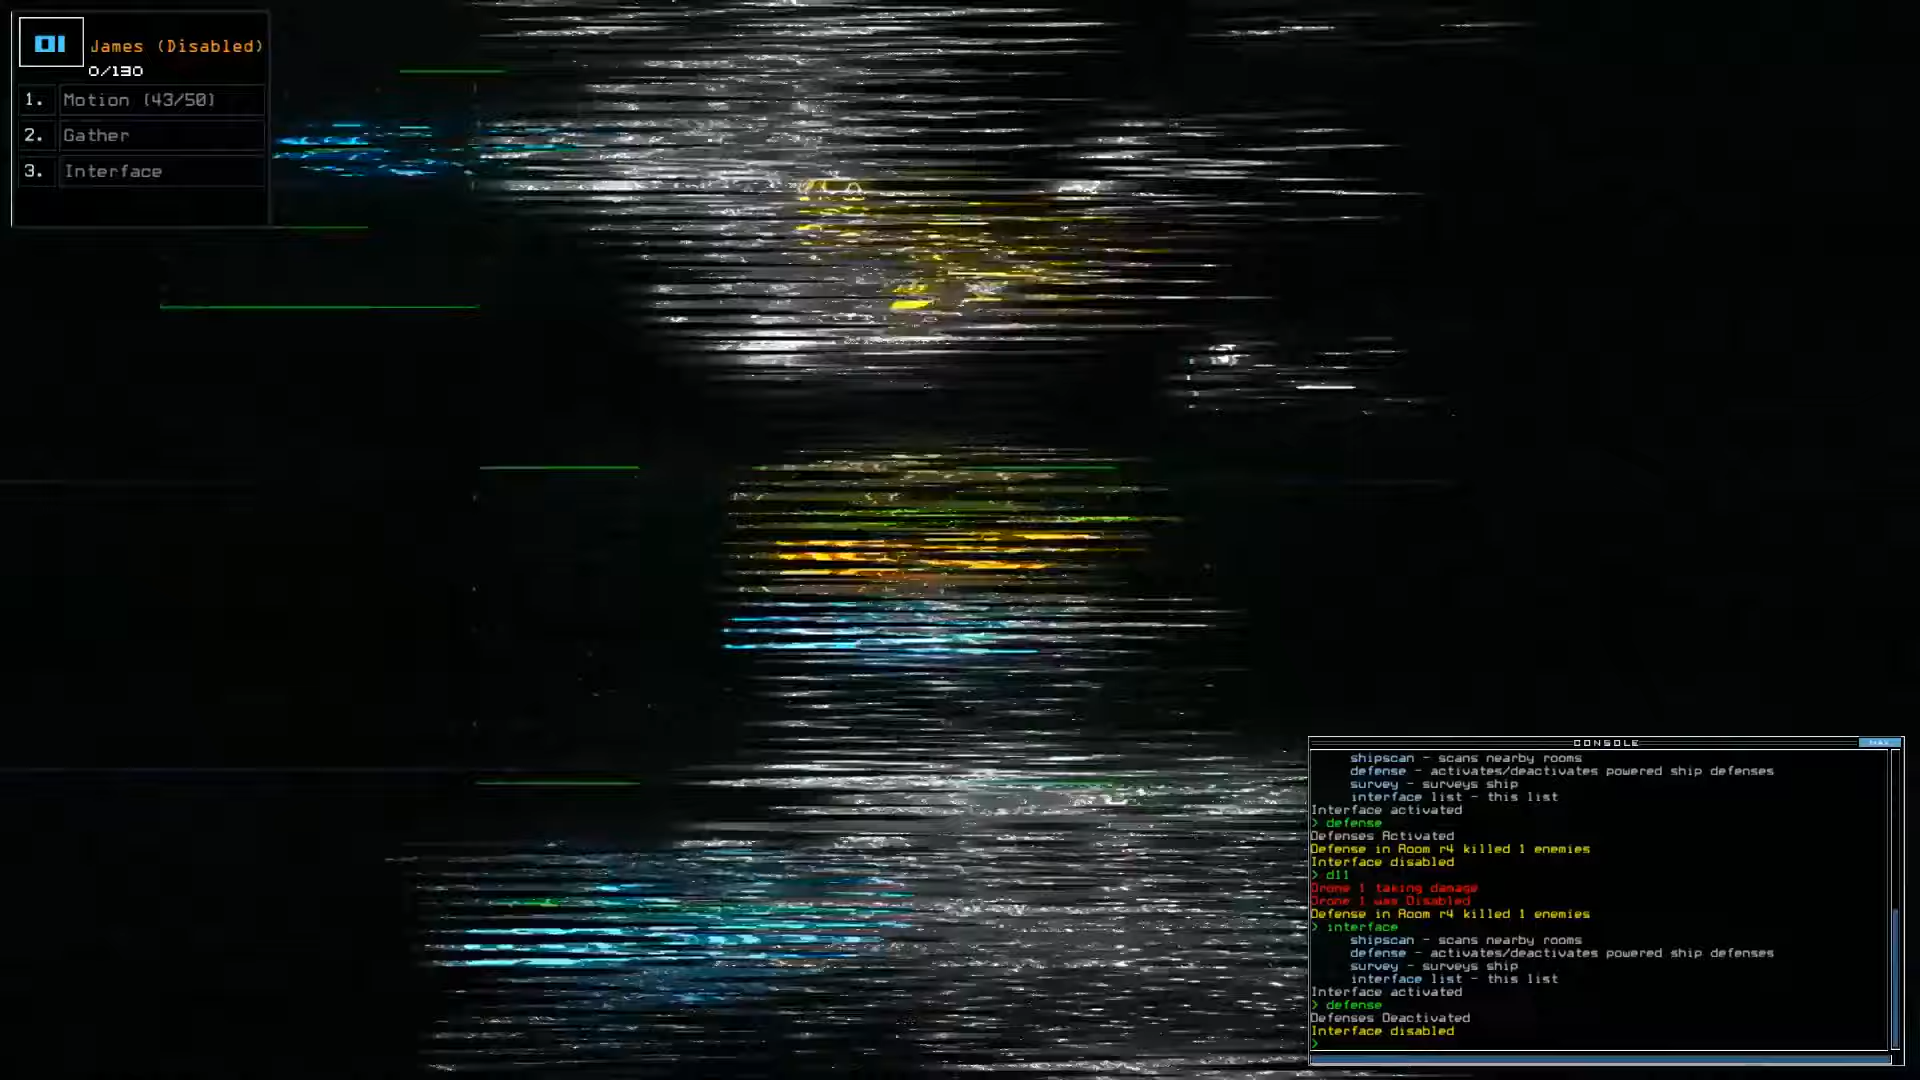 01
James (Disabled)
0/130
1. Motion (43/50)
2. Gather
3. Interface
CONSOLE
shipscan - scans nearby rooms
defense - activates/deactivates powered ship defenses
survey - surveys ship
interface list - this list
Interface activated
> defense
Defenses Activated
Defense in Room r4 killed 1 enemies
Interface disabled
> d11
Drone 1 taking damage
Drone 1 was Disabled
Defense in Room r4 killed 1 enemies
> interface
shipscan - scans nearby rooms
defense - activates/deactivates powered ship defenses
survey - surveys ship
interface list - this list
Interface activated
> defense
Defenses Deactivated
Interface disabled
>